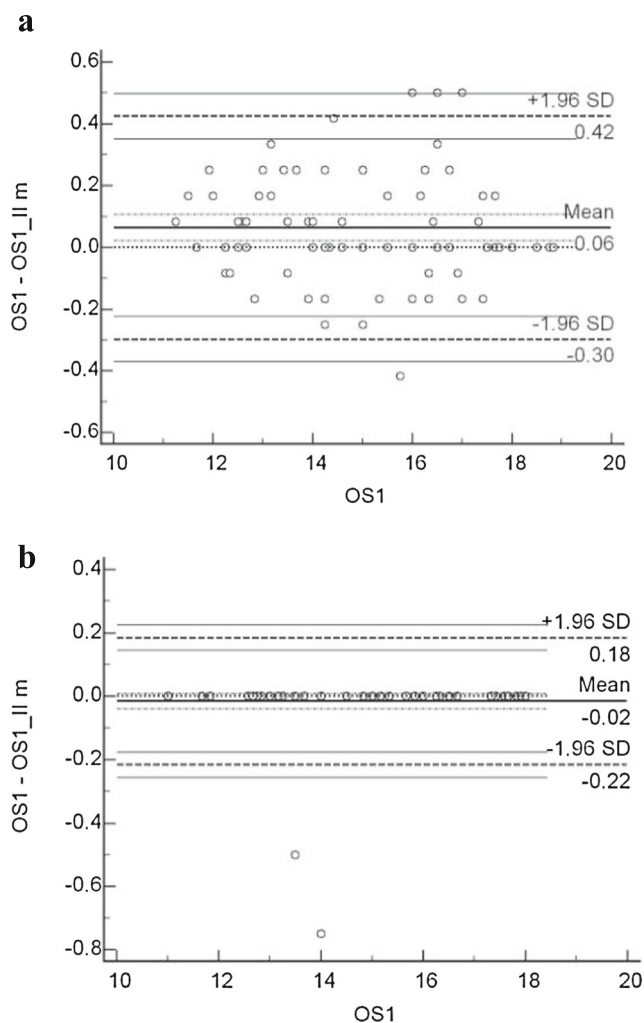 a
0.6
+1.96 SD
0.4
0.42
0.2
Mean
0.0
0.06
-0.2
-1.96 SD
-0.30
-0.4
-0.6
10 12 14 16 18 20
OS1
OS1 - OS1_II m
b
0.4
+1.96 SD
0.2
0.18
Mean
0.0
-0.02
-1.96 SD
-0.2
-0.22
-0.4
-0.6
-0.8
10 12 14 16 18 20
OS1
OS1 - OS1_II m